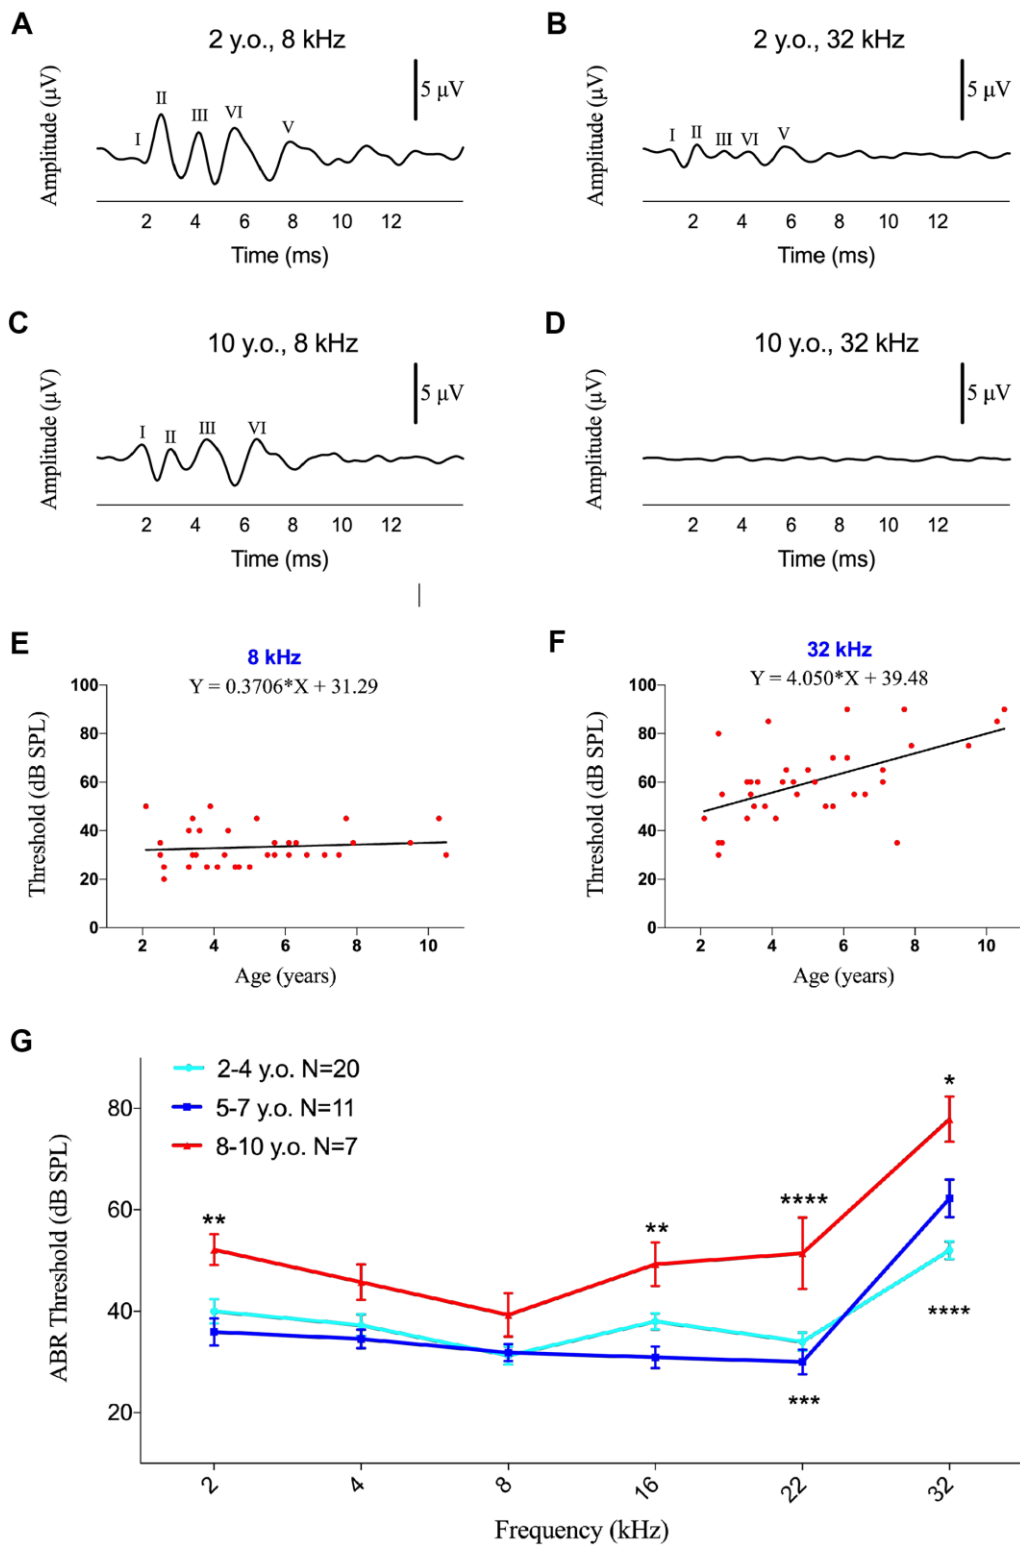 A
2 y.o., 8 kHz
Amplitude (μV)
5 μV
I
II
III
VI
V
2 4 6 8 10 12
Time (ms)
B
2 y.o., 32 kHz
Amplitude (μV)
5 μV
I
II
III
VI
V
2 4 6 8 10 12
Time (ms)
C
10 y.o., 8 kHz
Amplitude (μV)
5 μV
I
II
III
VI
2 4 6 8 10 12
Time (ms)
D
10 y.o., 32 kHz
Amplitude (μV)
5 μV
2 4 6 8 10 12
Time (ms)
E
8 kHz
Y = 0.3706*X + 31.29
Threshold (dB SPL)
100
80
60
40
20
0
2 4 6 8 10
Age (years)
F
32 kHz
Y = 4.050*X + 39.48
Threshold (dB SPL)
100
80
60
40
20
0
2 4 6 8 10
Age (years)
G
2-4 y.o. N=20
5-7 y.o. N=11
8-10 y.o. N=7
ABR Threshold (dB SPL)
80
60
40
20
**
**
****
*
****
***
2 4 8 16 22 32
Frequency (kHz)